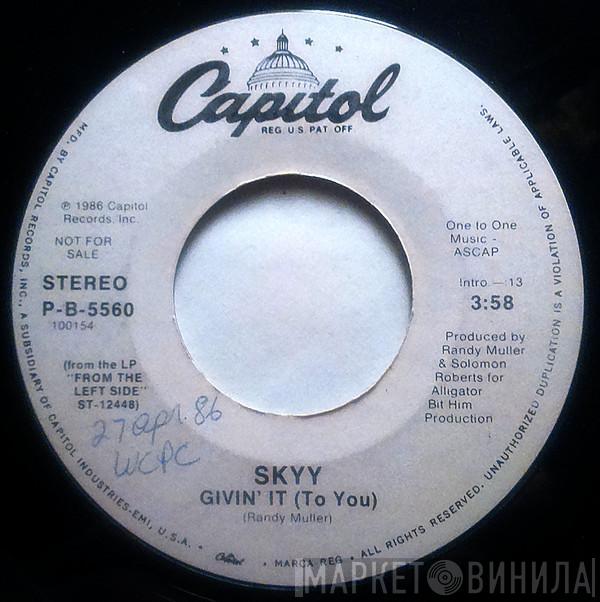 Capitol
REG. U.S. PAT. OFF.
℗ 1986 Capitol
Records, Inc.
NOT FOR
SALE
STEREO
P-B-5560
100154
(from the LP
"FROM THE
LEFT SIDE"
ST-12448)
27 Apr. 86
WCPC
One to One
Music -
ASCAP
Intro — :13
3:58
Produced by
Randy Muller
& Solomon
Roberts for
Alligator
Bit Him
Production
SKYY
GIVIN' IT (To You)
(Randy Muller)
MFD. BY CAPITOL RECORDS, INC., A SUBSIDIARY OF CAPITOL INDUSTRIES-EMI, U.S.A. • Capitol • MARCA REG • ALL RIGHTS RESERVED. UNAUTHORIZED DUPLICATION IS A VIOLATION OF APPLICABLE LAWS.
МАРКЕТ ВИНИЛА